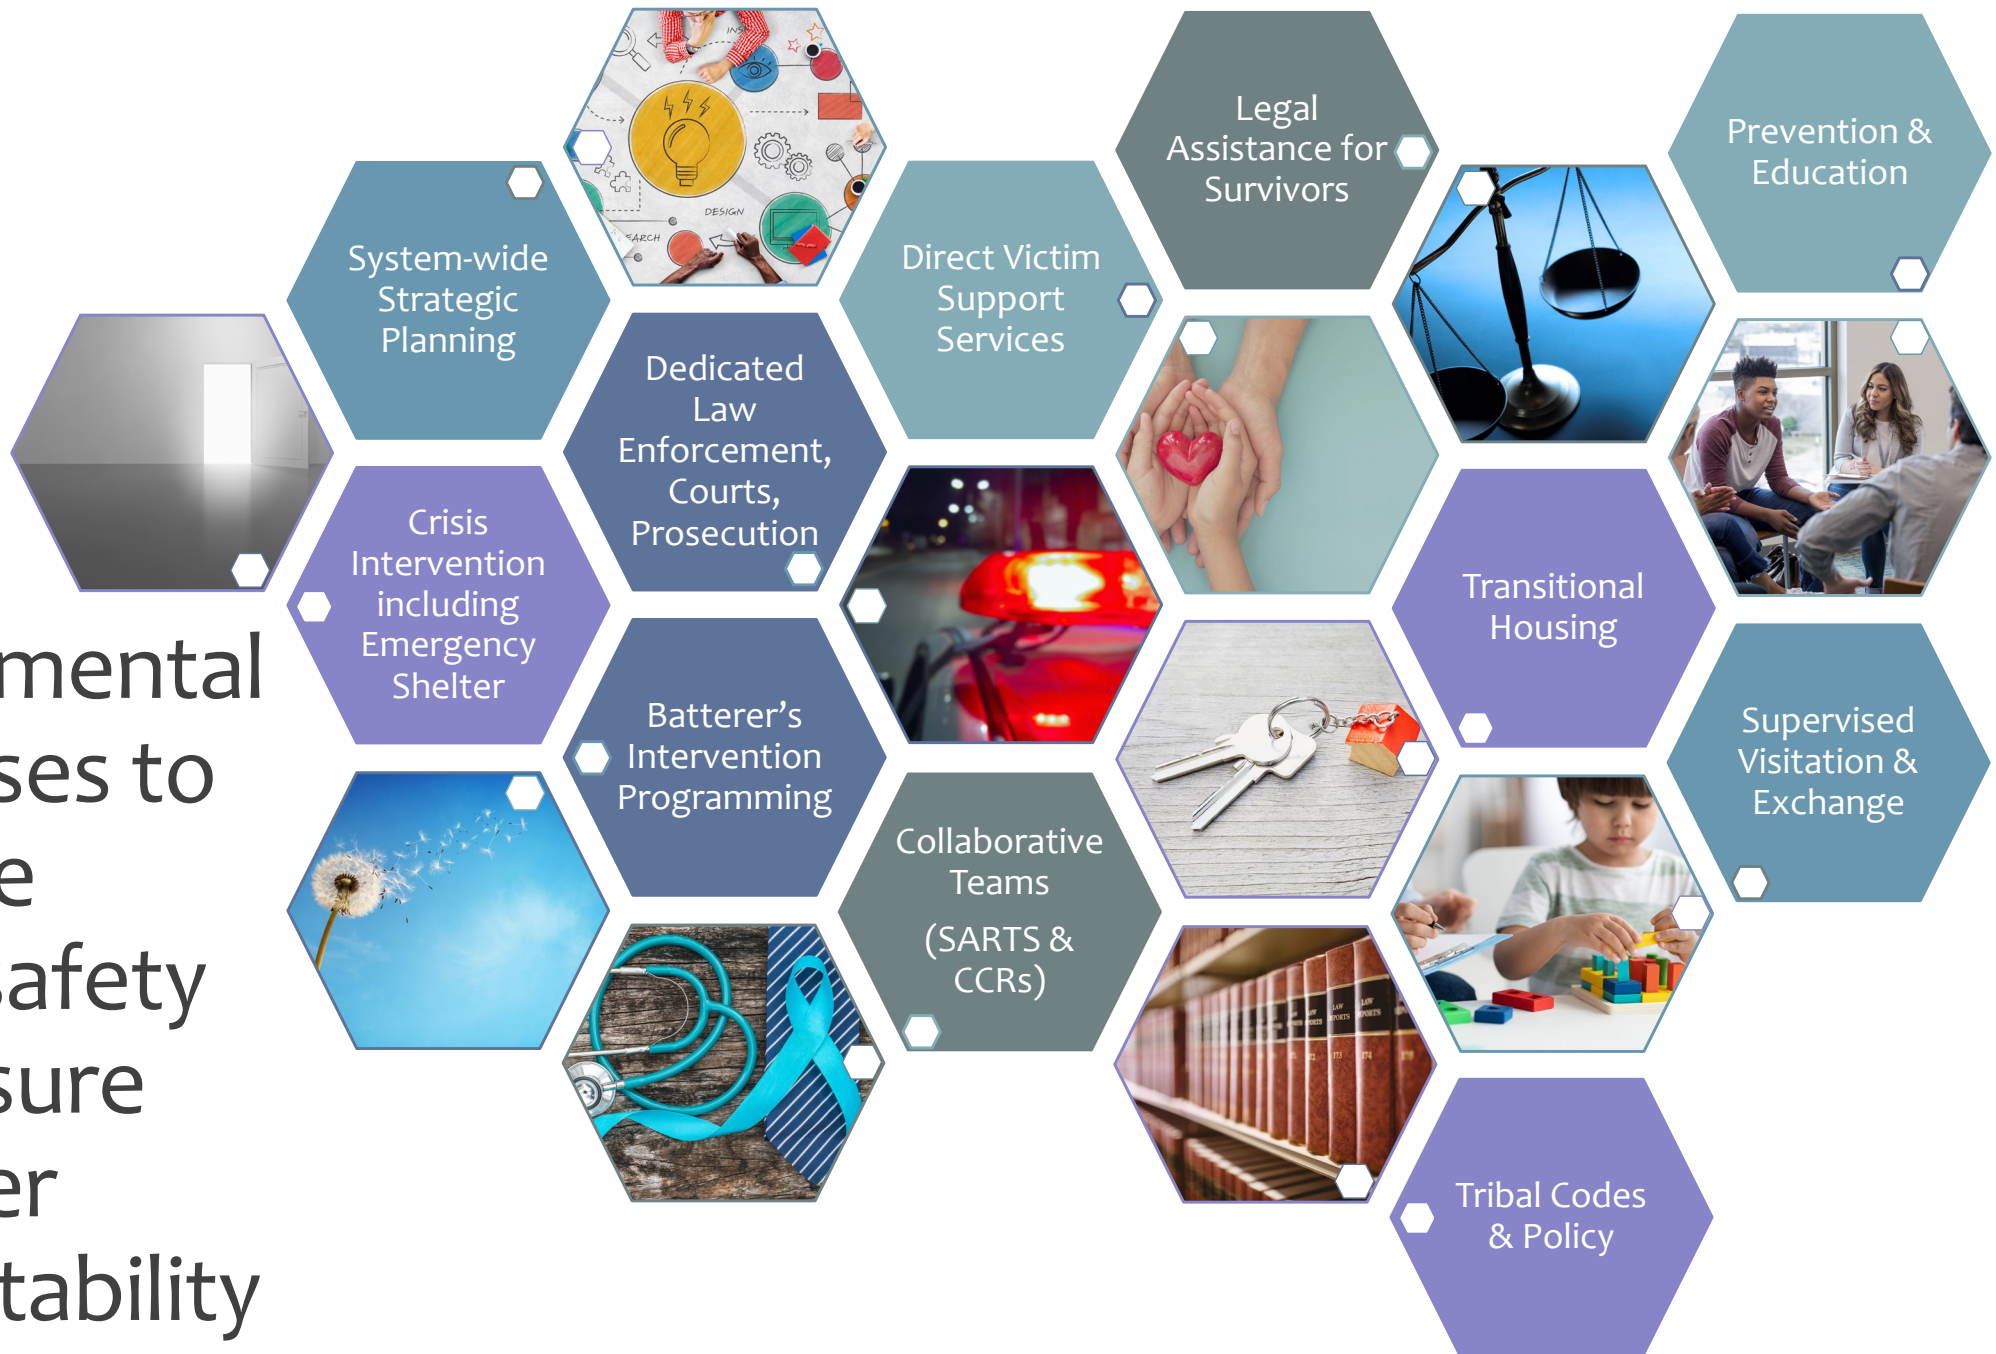 System-wide
Strategic
Planning
Crisis
Intervention
including
Emergency
Shelter
Dedicated
Law
Enforcement,
Courts,
Prosecution
Batterer’s
Intervention
Programming
DESIGN
Direct Victim
Support
Services
Collaborative
Teams
(SARTS &
CCRs)
Legal
Assistance for
Survivors
Transitional
Housing
Tribal Codes
& Policy
Prevention &
Education
Supervised
Visitation &
Exchange
mental
ses to
e
safety
sure
er
tability